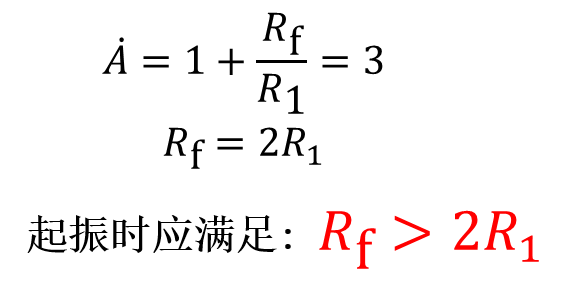 Ȧ = 1 + R_f/R_1 = 3
R_f = 2R_1
起振时应满足：R_f > 2R_1